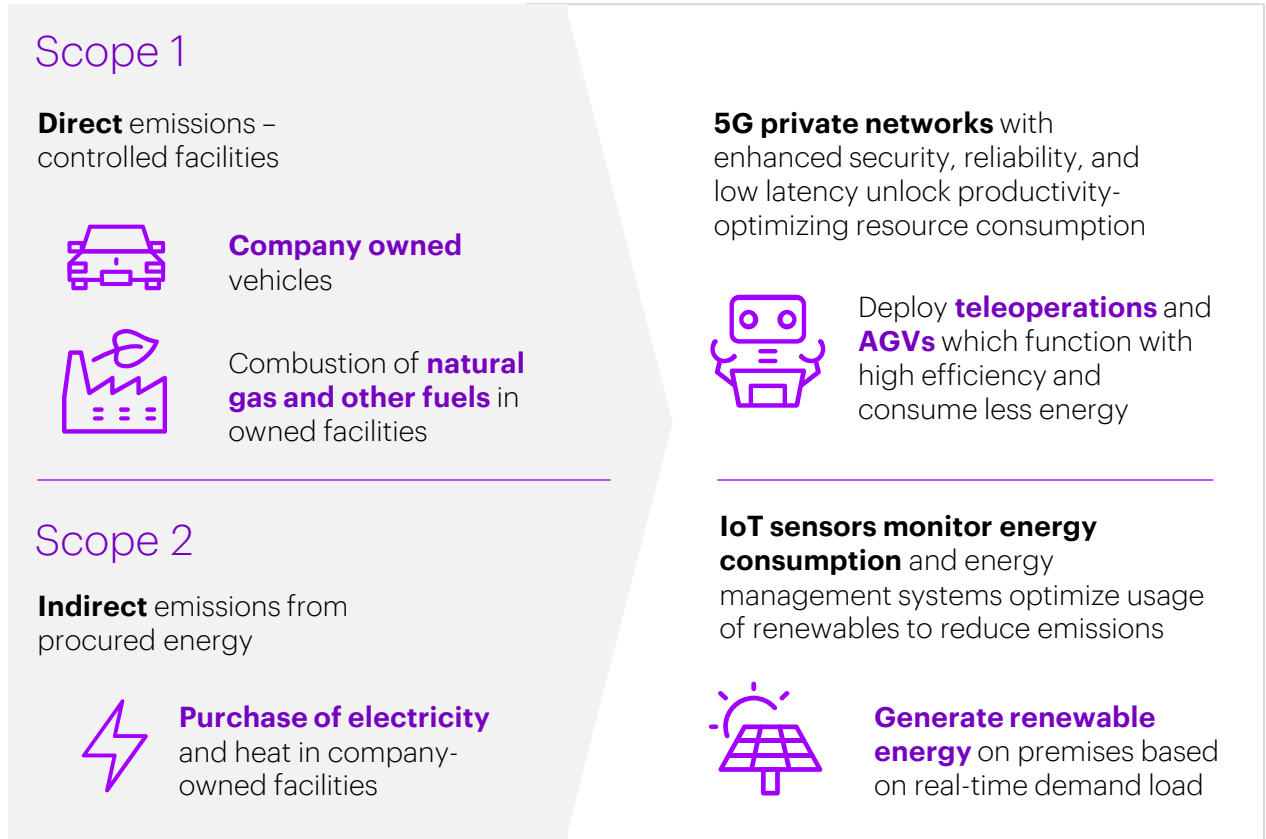 Scope 1
Direct emissions –
controlled facilities
Company owned
vehicles
Combustion of natural
gas and other fuels in
owned facilities
5G private networks with
enhanced security, reliability, and
low latency unlock productivity-
optimizing resource consumption
Deploy teleoperations and
AGVs which function with
high efficiency and
consume less energy
Scope 2
Indirect emissions from
procured energy
Purchase of electricity
and heat in company-
owned facilities
IoT sensors monitor energy
consumption and energy
management systems optimize usage
of renewables to reduce emissions
Generate renewable
energy on premises based
on real-time demand load